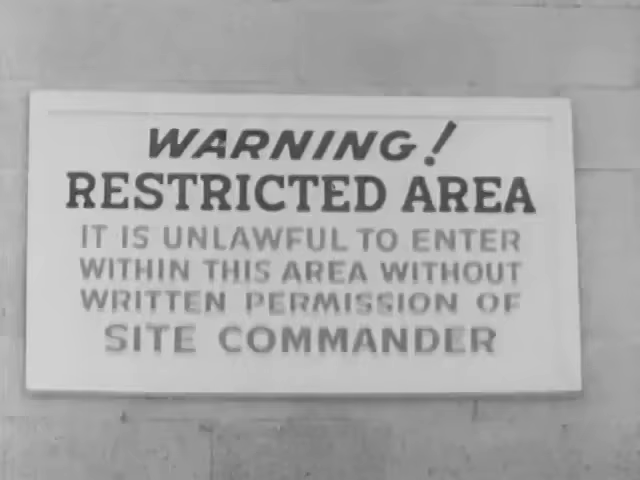 WARNING!
RESTRICTED AREA
IT IS UNLAWFUL TO ENTER
WITHIN THIS AREA WITHOUT
WRITTEN PERMISSION OF
SITE COMMANDER